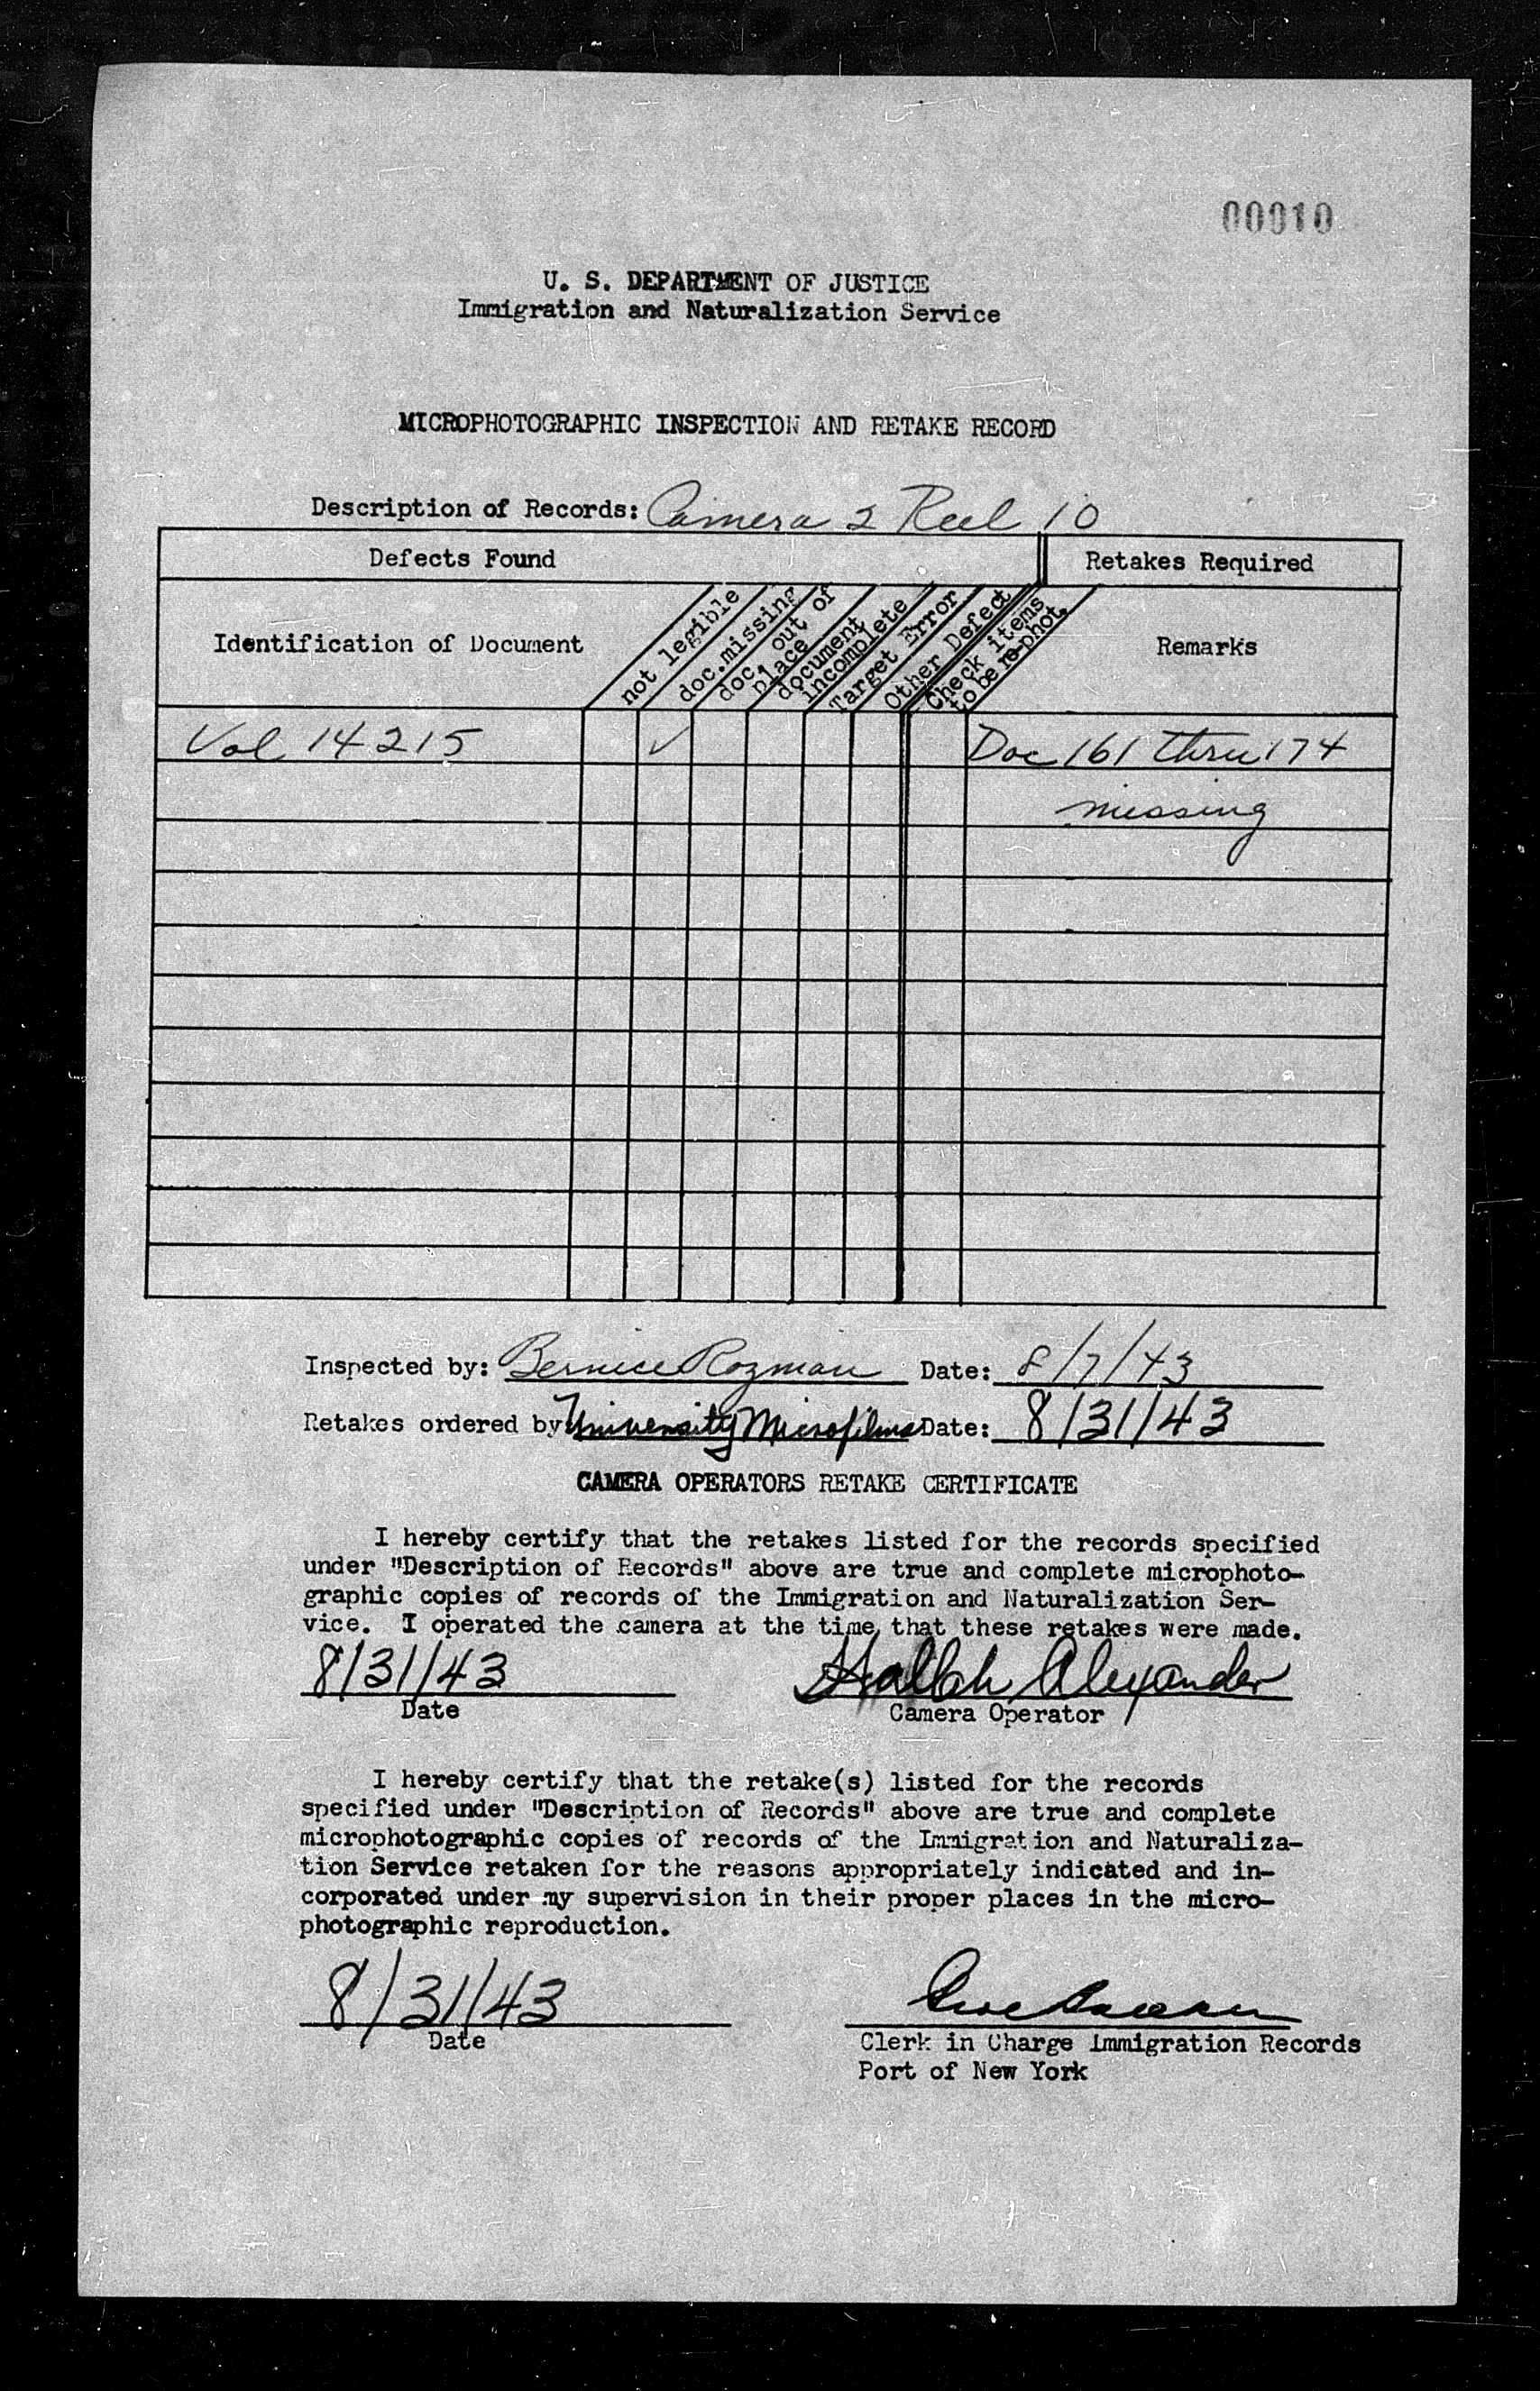 00010
U. S. DEPARTMENT OF JUSTICE
Immigration and Naturalization Service
MICROPHOTOGRAPHIC INSPECTION AND RETAKE RECORD
Description of Records: Camera 2 Reel 10
Defects Found
Retakes Required
Identification of Document
not legible
doc. missing
doc. out of
place
document
incomplete
Target Error
Other Defect
Check items
to be re-phot.
Remarks
Vol 14215 ✓ Doc 161 thru 174
missing
Inspected by: Bernice Rozman Date: 8/7/43
Retakes ordered by: University Microfilms Date: 8/31/43
CAMERA OPERATORS RETAKE CERTIFICATE
I hereby certify that the retakes listed for the records specified
under "Description of Records" above are true and complete microphoto-
graphic copies of records of the Immigration and Naturalization Ser-
vice. I operated the camera at the time that these retakes were made.
8/31/43 Alexander
Date
Camera Operator
I hereby certify that the retake(s) listed for the records
specified under "Description of Records" above are true and complete
microphotographic copies of records of the Immigration and Naturaliza-
tion Service retaken for the reasons appropriately indicated and in-
corporated under my supervision in their proper places in the micro-
photographic reproduction.
8/31/43
Date
Clerk in Charge Immigration Records
Port of New York